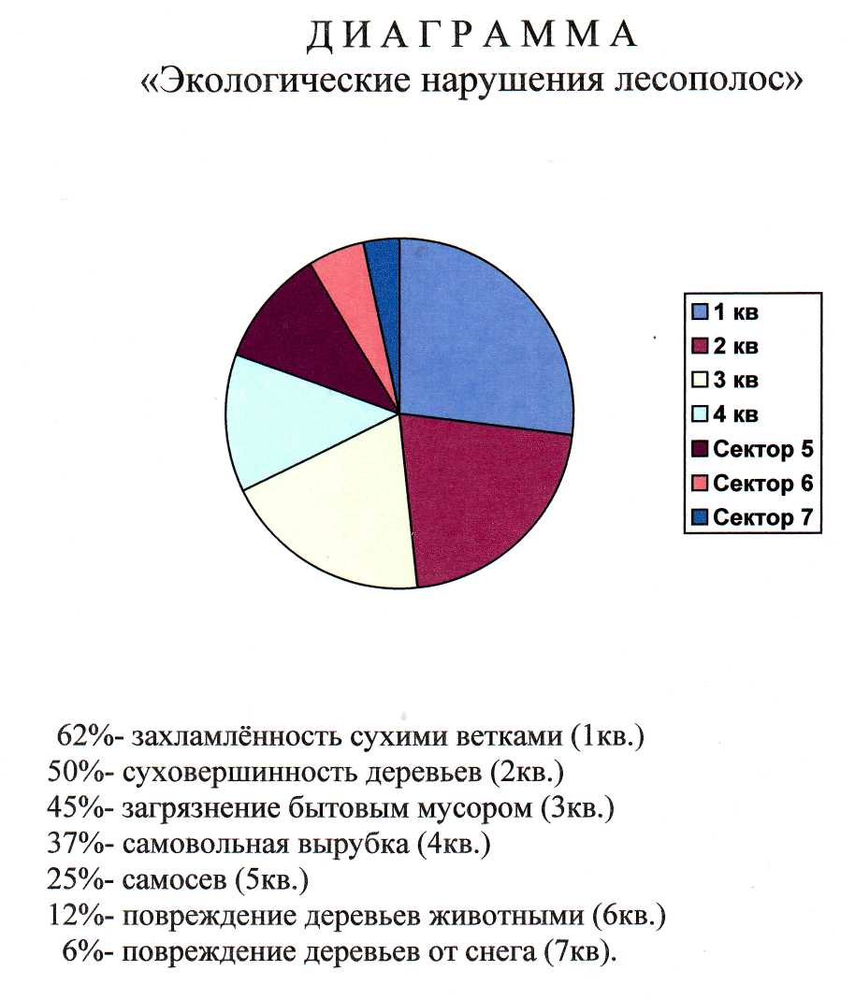 Д И А Г Р А М М А
«Экологические нарушения лесополос»
1 кв
2 кв
3 кв
4 кв
Сектор 5
Сектор 6
Сектор 7
62%- захламлённость сухими ветками (1кв.)
50%- суховершинность деревьев (2кв.)
45%- загрязнение бытовым мусором (3кв.)
37%- самовольная вырубка (4кв.)
25%- самосев (5кв.)
12%- повреждение деревьев животными (6кв.)
6%- повреждение деревьев от снега (7кв).